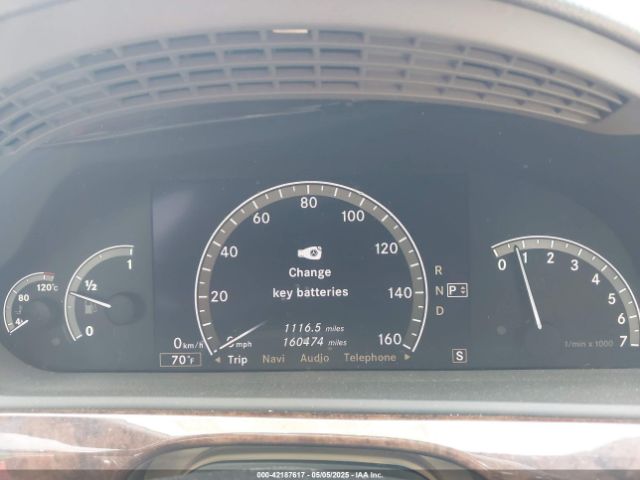 80
60
100
40
120
20
140
0
160
mph
Change
key batteries
1116.5 miles
160474 miles
0 km/h
70°F
Trip Navi Audio Telephone
S
R
N P
D
120°C
80
1
1/2
0
0 1 2 3 4 5 6 7
1/min x 1000
000-42187617 - 05/05/2025 - IAA Inc.